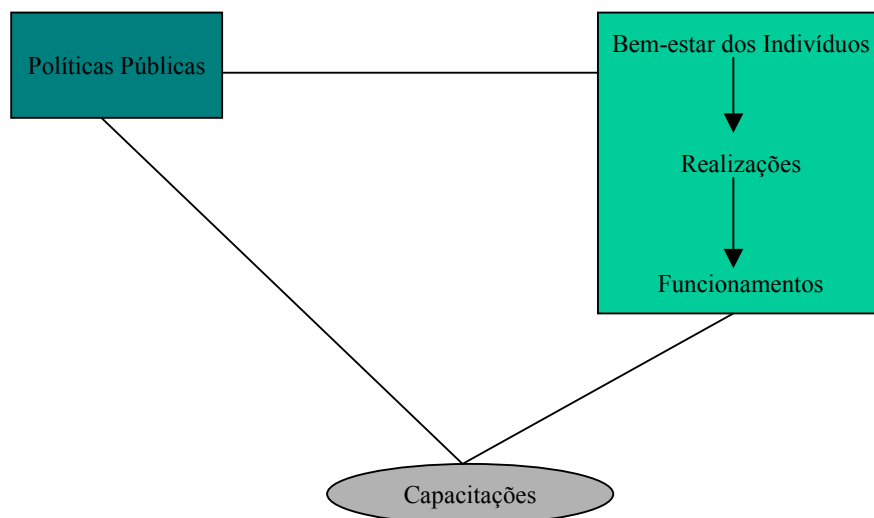 Políticas Públicas
Bem-estar dos Indivíduos
Realizações
Funcionamentos
Capacitações